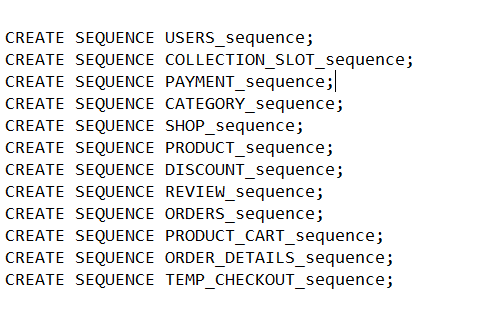 CREATE SEQUENCE USERS_sequence;
CREATE SEQUENCE COLLECTION_SLOT_sequence;
CREATE SEQUENCE PAYMENT_sequence;
CREATE SEQUENCE CATEGORY_sequence;
CREATE SEQUENCE SHOP_sequence;
CREATE SEQUENCE PRODUCT_sequence;
CREATE SEQUENCE DISCOUNT_sequence;
CREATE SEQUENCE REVIEW_sequence;
CREATE SEQUENCE ORDERS_sequence;
CREATE SEQUENCE PRODUCT_CART_sequence;
CREATE SEQUENCE ORDER_DETAILS_sequence;
CREATE SEQUENCE TEMP_CHECKOUT_sequence;